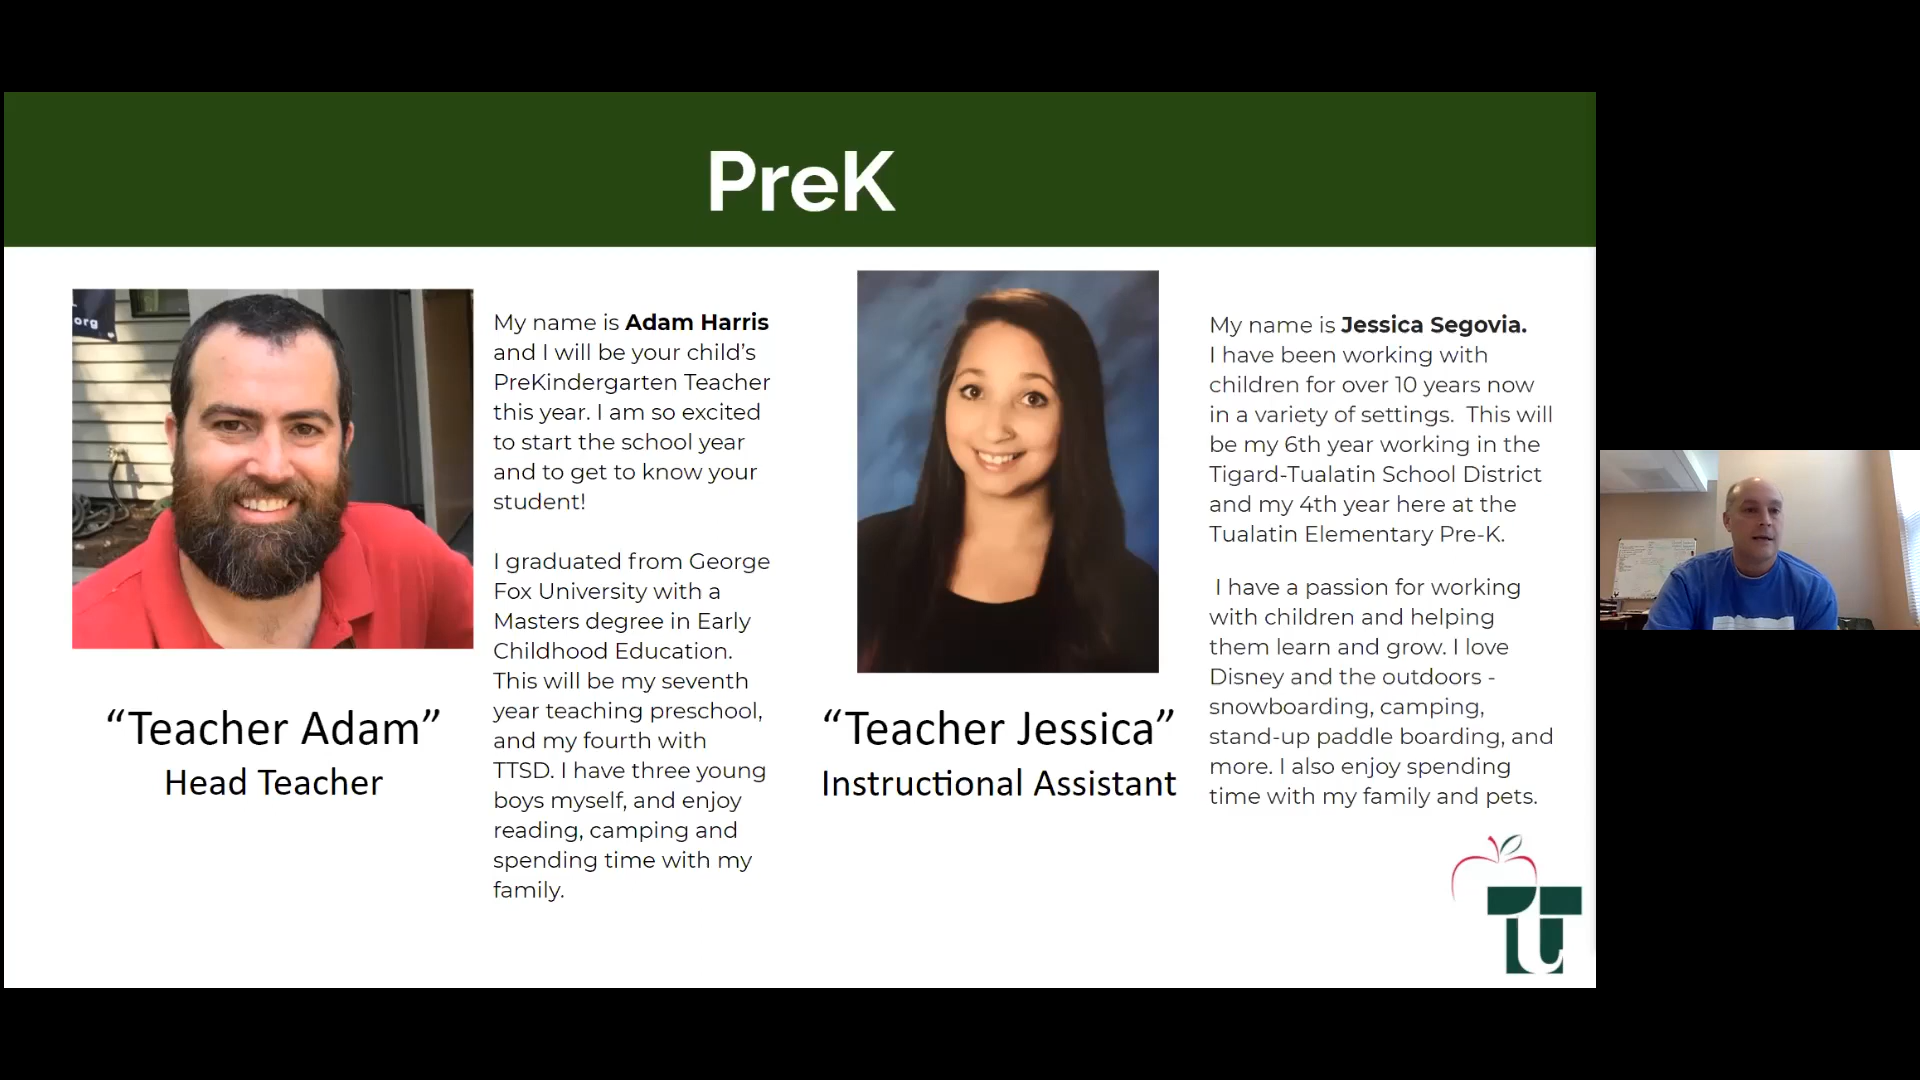 PreK
org
My name is Adam Harris
and I will be your child's
PreKindergarten Teacher
this year. I am so excited
to start the school year
and to get to know your
student!
I graduated from George
Fox University with a
Masters degree in Early
Childhood Education.
This will be my seventh
year teaching preschool,
and my fourth with
TTSD. I have three young
boys myself, and enjoy
reading, camping and
spending time with my
family.
“Teacher Adam”
Head Teacher
My name is Jessica Segovia.
I have been working with
children for over 10 years now
in a variety of settings.  This will
be my 6th year working in the
Tigard-Tualatin School District
and my 4th year here at the
Tualatin Elementary Pre-K.
I have a passion for working
with children and helping
them learn and grow. I love
Disney and the outdoors -
snowboarding, camping,
stand-up paddle boarding, and
more. I also enjoy spending
time with my family and pets.
“Teacher Jessica”
Instructional Assistant